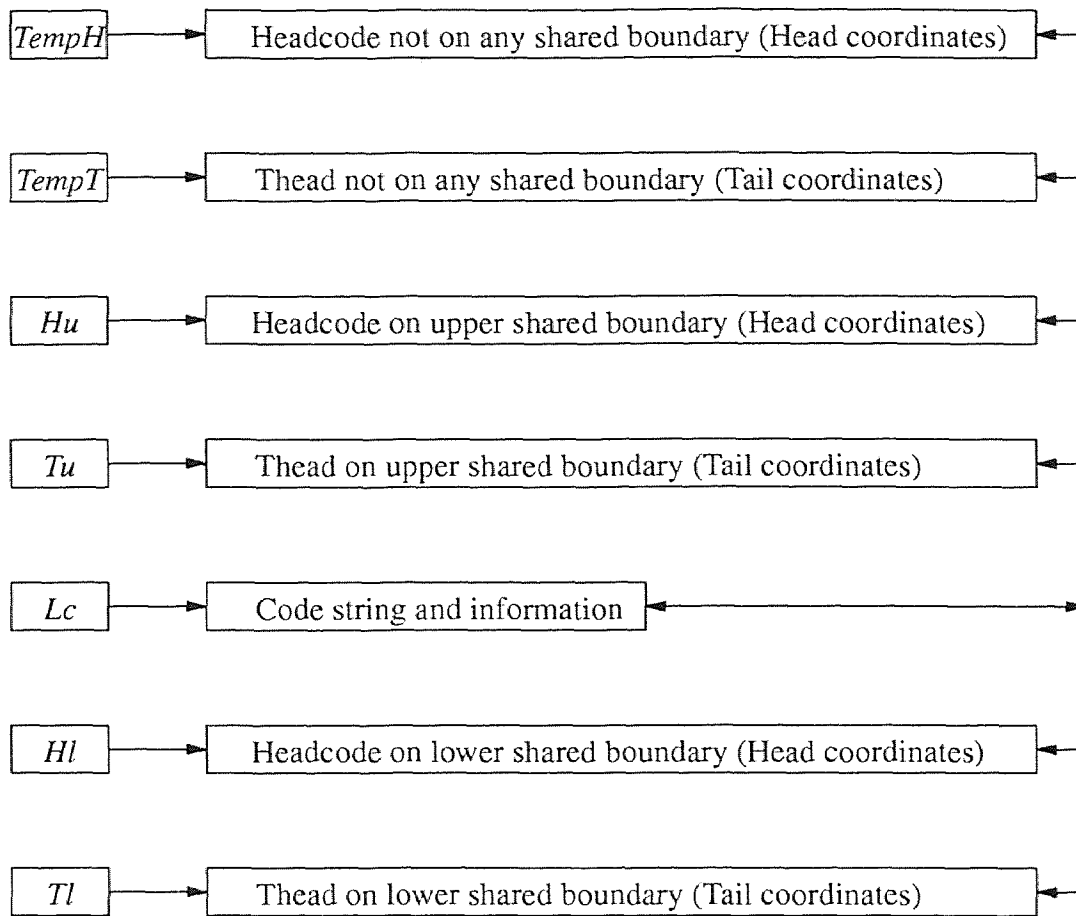 TempH Headcode not on any shared boundary (Head coordinates)
TempT Thead not on any shared boundary (Tail coordinates)
Hu Headcode on upper shared boundary (Head coordinates)
Tu Thead on upper shared boundary (Tail coordinates)
Lc Code string and information
Hl Headcode on lower shared boundary (Head coordinates)
Tl Thead on lower shared boundary (Tail coordinates)